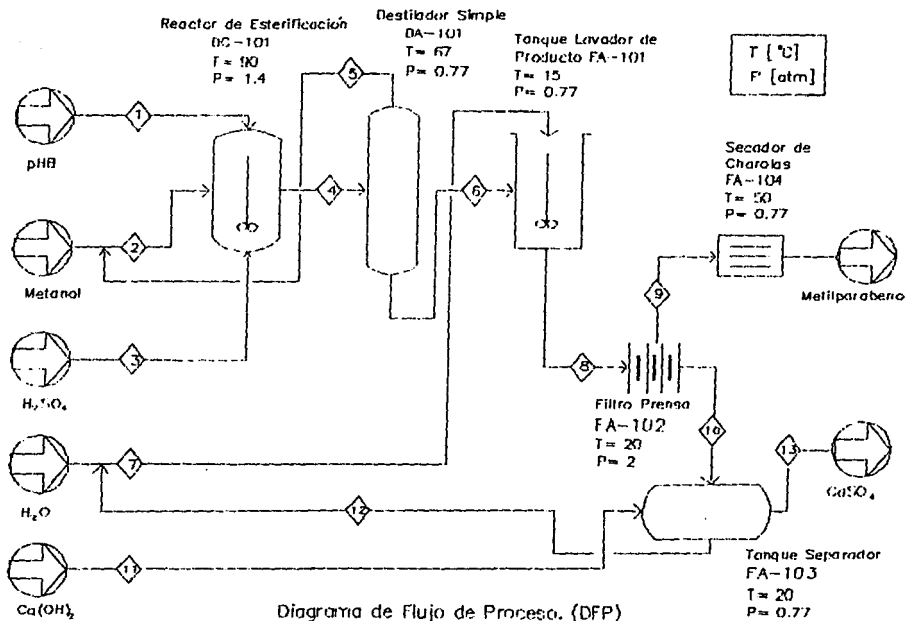 Reactor de Esterificación
DC-101
T= 90
P= 1.4
Destilador Simple
DA-101
T= 67
P= 0.77
Tanque Lavador de
Producto FA-101
T= 15
P= 0.77
T [°C]
P [atm]
Secador de
Charolas
FA-104
T= 50
P= 0.77
1
pHB
5
4
6
2
Metanol
9
Metilparabeno
3
H₂SO₄
8
Filtro Prensa
FA-102
T= 20
P= 2
10
13
CaSO₄
7
H₂O
12
11
Ca(OH)₂
Tanque Separador
FA-103
T= 20
P= 0.77
Diagrama de Flujo de Proceso. (DFP)